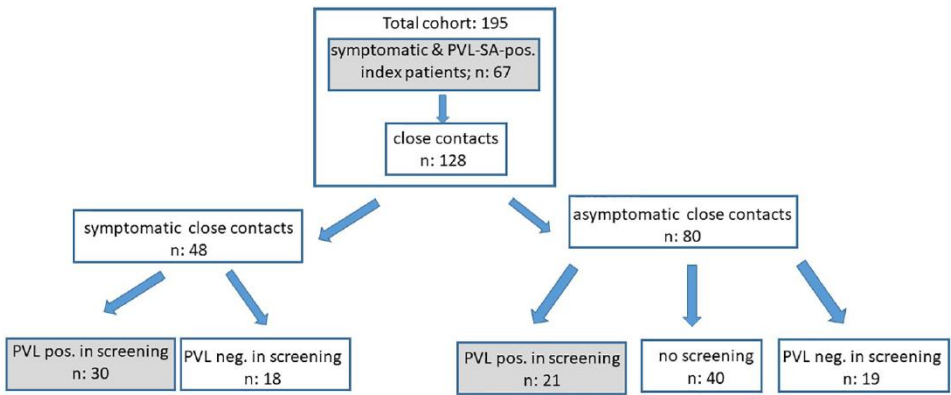 Total cohort: 195
symptomatic & PVL-SA-pos.
index patients; n: 67
close contacts
n: 128
symptomatic close contacts
n: 48
asymptomatic close contacts
n: 80
PVL pos. in screening
n: 30
PVL neg. in screening
n: 18
PVL pos. in screening
n: 21
no screening
n: 40
PVL neg. in screening
n: 19